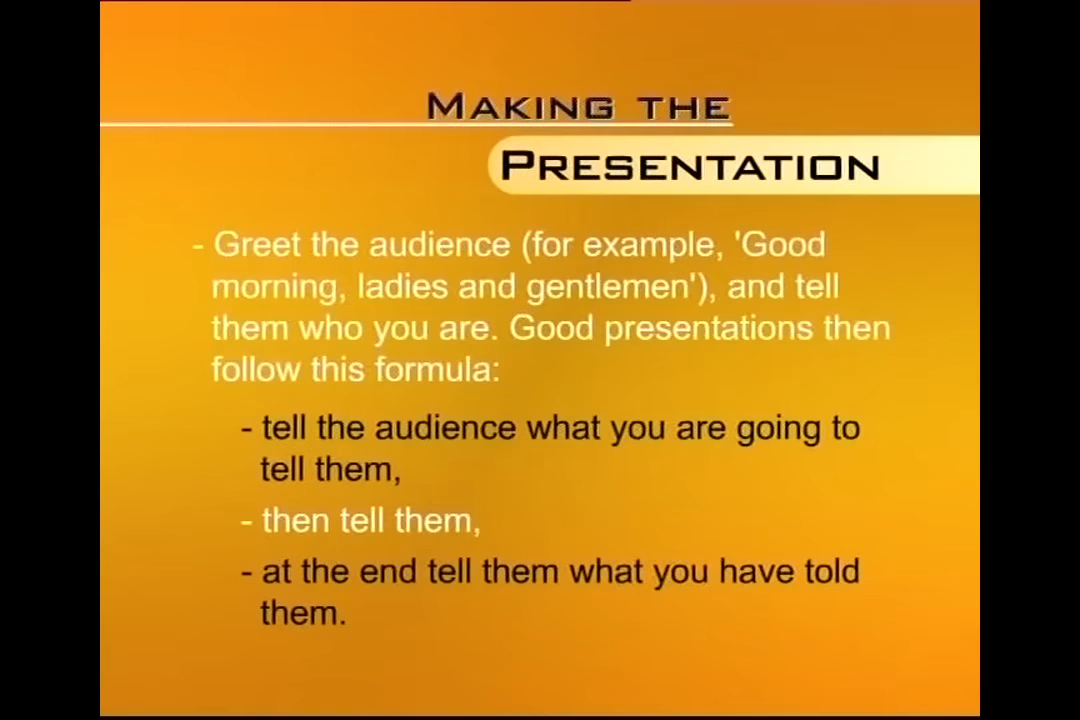 MAKING THE
PRESENTATION
- Greet the audience (for example, 'Good
morning, ladies and gentlemen'), and tell
them who you are. Good presentations then
follow this formula:
- tell the audience what you are going to
tell them,
- then tell them,
- at the end tell them what you have told
them.